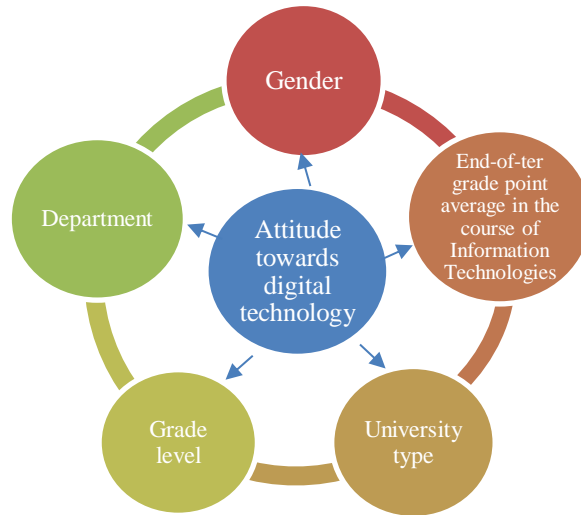 Gender
End-of-ter
grade point
average in the
course of
Information
Technologies
Department
Attitude
towards
digital
technology
Grade
level
University
type